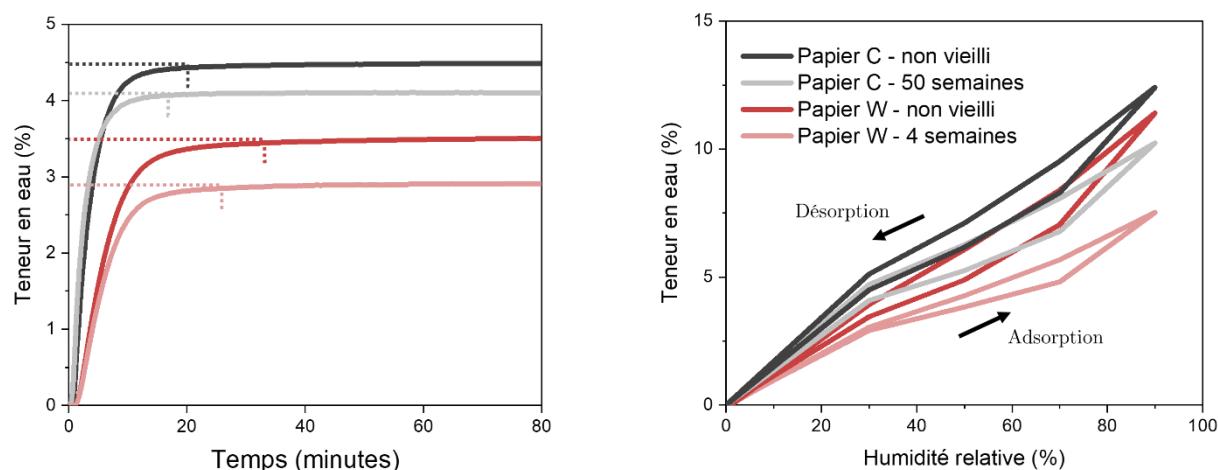 5
4
3
2
1
0
0 20 40 60 80
Teneur en eau (%)
Temps (minutes)
15
10
5
0
0 20 40 60 80 100
Teneur en eau (%)
Humidité relative (%)
Papier C - non vieilli
Papier C - 50 semaines
Papier W - non vieilli
Papier W - 4 semaines
Désorption
Adsorption